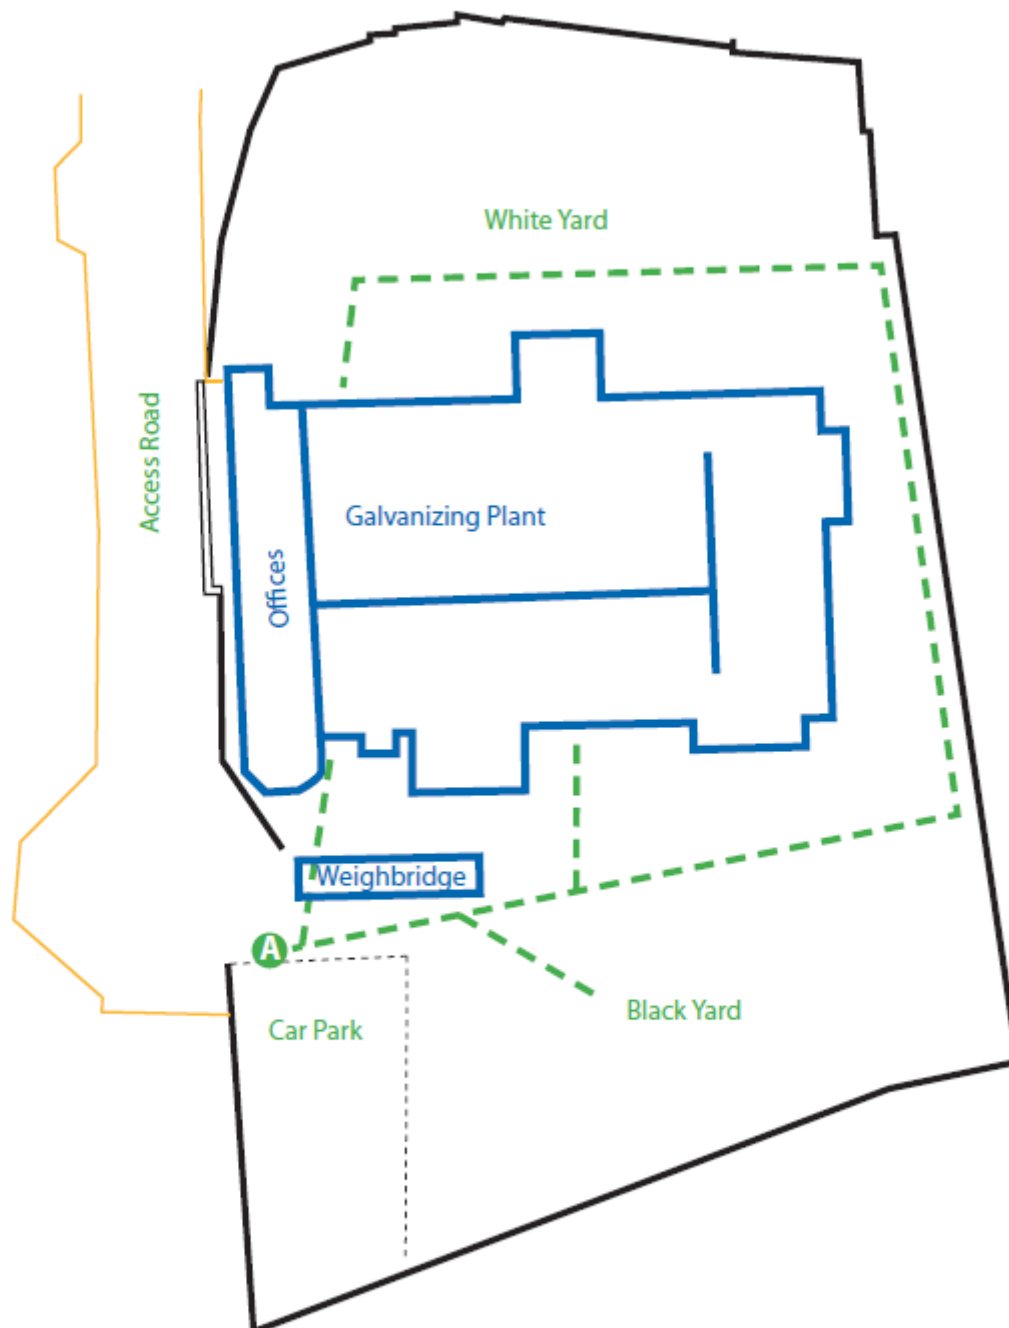 White Yard
Access Road
Galvanizing Plant
Offices
Weighbridge
A
Black Yard
Car Park